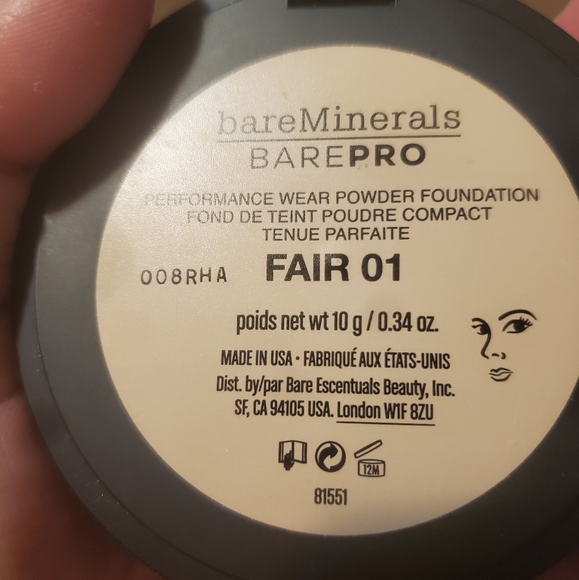 bareMinerals
BAREPRO
PERFORMANCE WEAR POWDER FOUNDATION
FOND DE TEINT POUDRE COMPACT
TENUE PARFAITE
008RHA FAIR 01
poids net wt 10 g / 0.34 oz.
MADE IN USA • FABRIQUÉ AUX ÉTATS-UNIS
Dist. by/par Bare Escentuals Beauty, Inc.
SF, CA 94105 USA. London W1F 8ZU
12M
81551